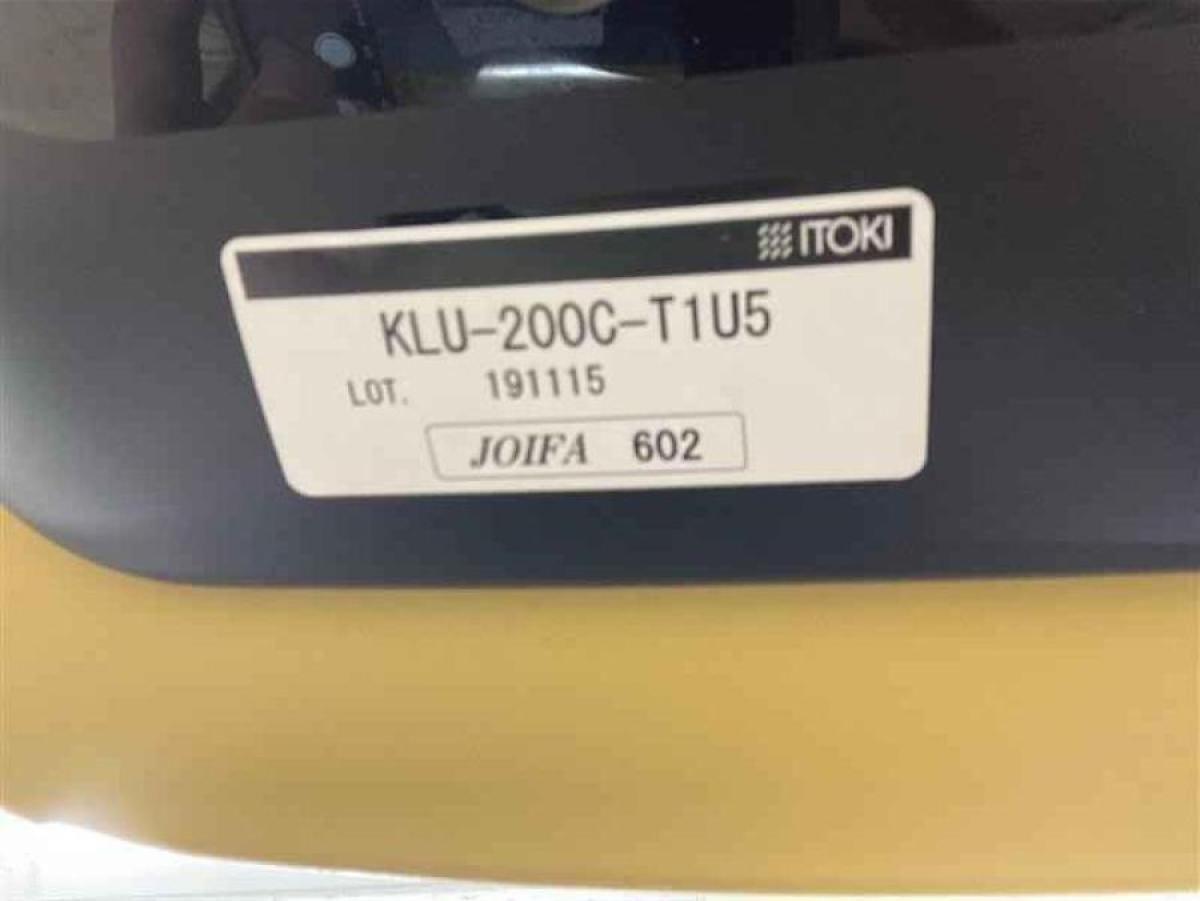 ITOKI
KLU-200C-T1U5
LOT. 191115
JOIFA 602